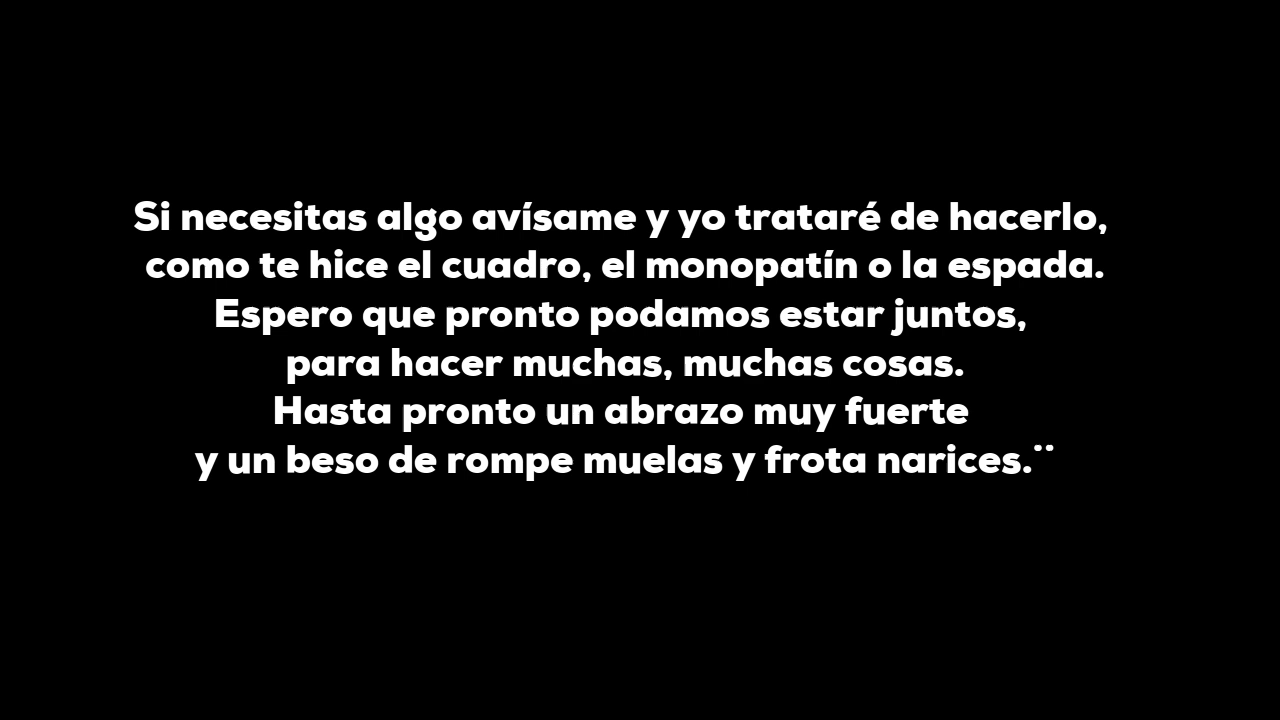 Si necesitas algo avísame y yo trataré de hacerlo,
como te hice el cuadro, el monopatín o la espada.
Espero que pronto podamos estar juntos,
para hacer muchas, muchas cosas.
Hasta pronto un abrazo muy fuerte
y un beso de rompe muelas y frota narices.¨